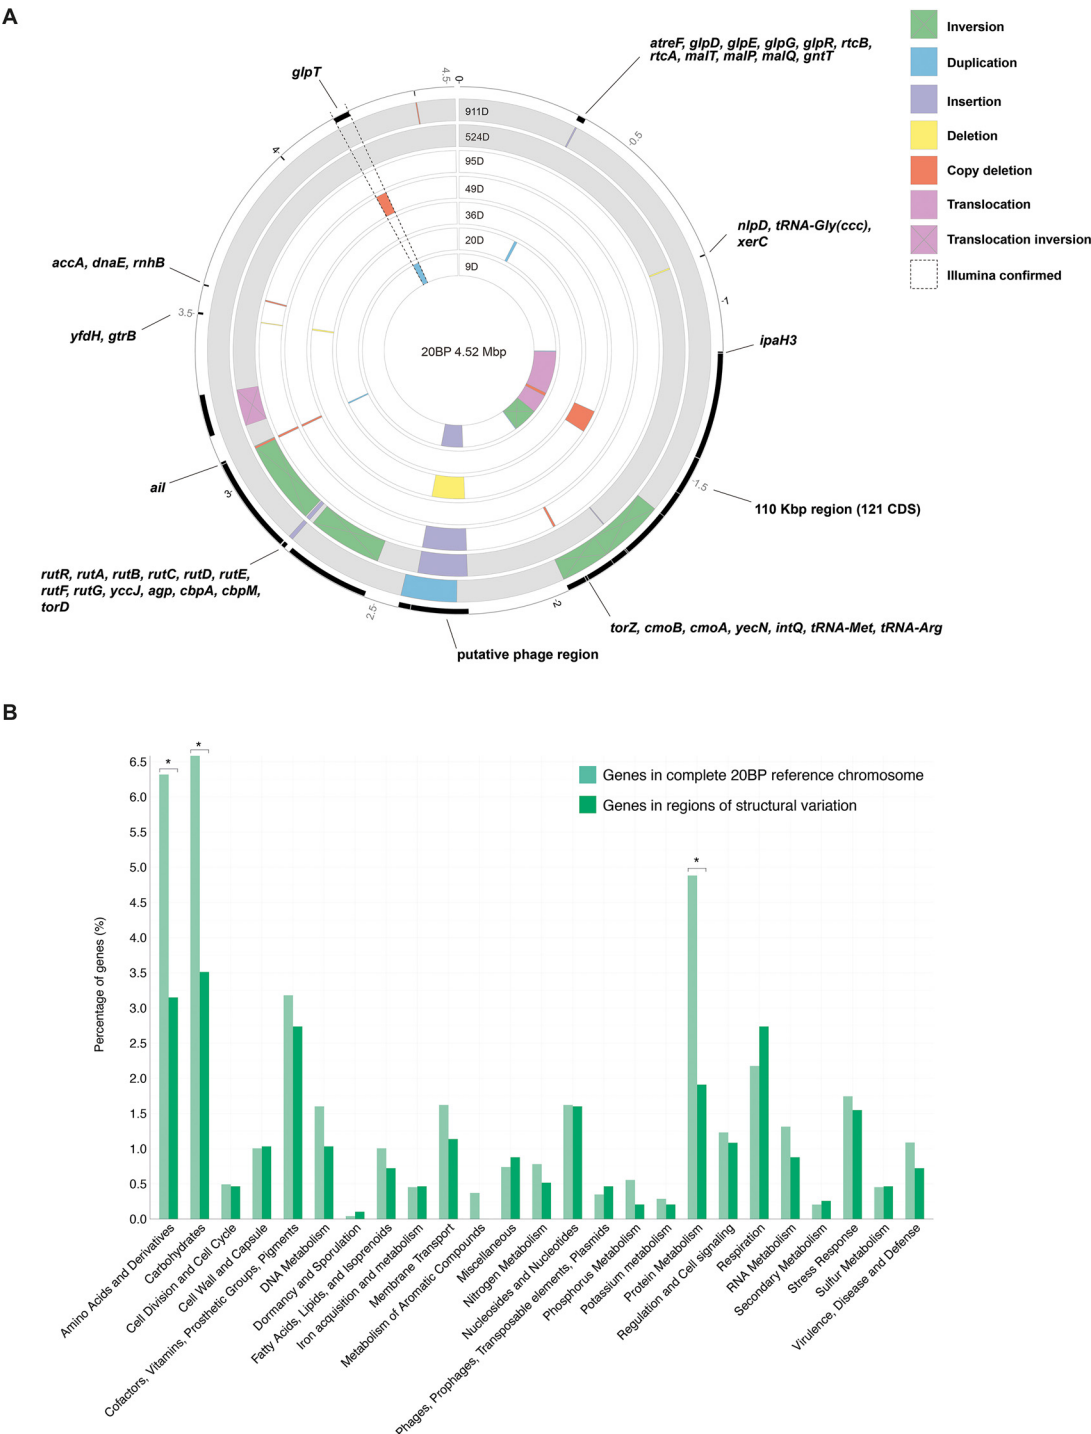 A
atreF, glpD, glpE, glpG, glpR, rtcB,
rtcA, malT, malP, malQ, gntT
glpT
4.5
0
0.5
911D
524D
95D
49D
36D
20D
9D
20BP 4.52 Mbp
4
nlpD, tRNA-Gly(ccc),
xerC
1
accA, dnaE, rnhB
3.5
yfdH, gtrB
ipaH3
ail
3
1.5
110 Kbp region (121 CDS)
rutR, rutA, rutB, rutC, rutD, rutE,
rutF, rutG, yccJ, agp, cbpA, cbpM,
torD
2.5
2
torZ, cmoB, cmoA, yecN, intQ, tRNA-Met, tRNA-Arg
putative phage region
Inversion
Duplication
Insertion
Deletion
Copy deletion
Translocation
Translocation inversion
Illumina confirmed
B
Percentage of genes (%)
6.5
6.0
5.5
5.0
4.5
4.0
3.5
3.0
2.5
2.0
1.5
1.0
0.5
0.0
*
*
*
Genes in complete 20BP reference chromosome
Genes in regions of structural variation
Amino Acids and Derivatives
Carbohydrates
Cell Division and Cell Cycle
Cell Wall and Capsule
Cofactors, Vitamins, Prosthetic Groups, Pigments
DNA Metabolism
Dormancy and Sporulation
Fatty Acids, Lipids, and Isoprenoids
Iron acquisition and metabolism
Membrane Transport
Metabolism of Aromatic Compounds
Miscellaneous
Nitrogen Metabolism
Nucleosides and Nucleotides
Phages, Prophages, Transposable elements, Plasmids
Phosphorus Metabolism
Potassium metabolism
Protein Metabolism
Regulation and Cell signaling
Respiration
RNA Metabolism
Secondary Metabolism
Stress Response
Sulfur Metabolism
Virulence, Disease and Defense